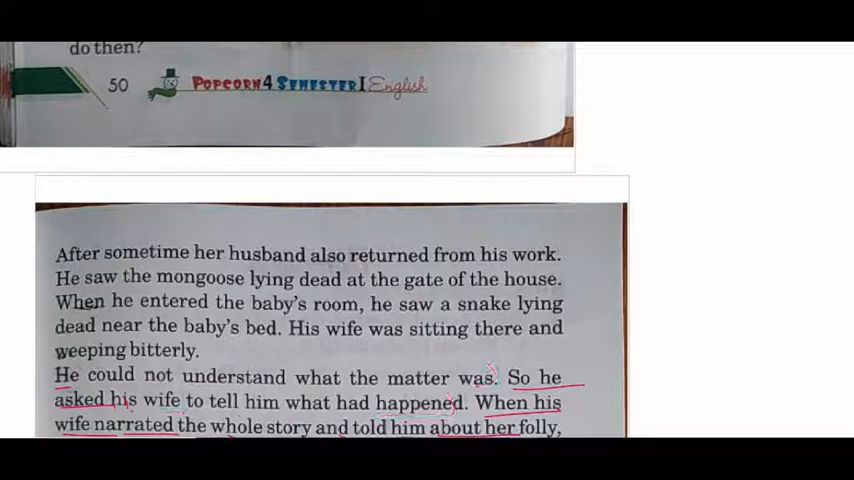 do then?
50 POPCORN 4 SEMESTER I English
After sometime her husband also returned from his work.
He saw the mongoose lying dead at the gate of the house.
When he entered the baby's room, he saw a snake lying
dead near the baby's bed. His wife was sitting there and
weeping bitterly.
He could not understand what the matter was. So he
asked his wife to tell him what had happened. When his
wife narrated the whole story and told him about her folly,